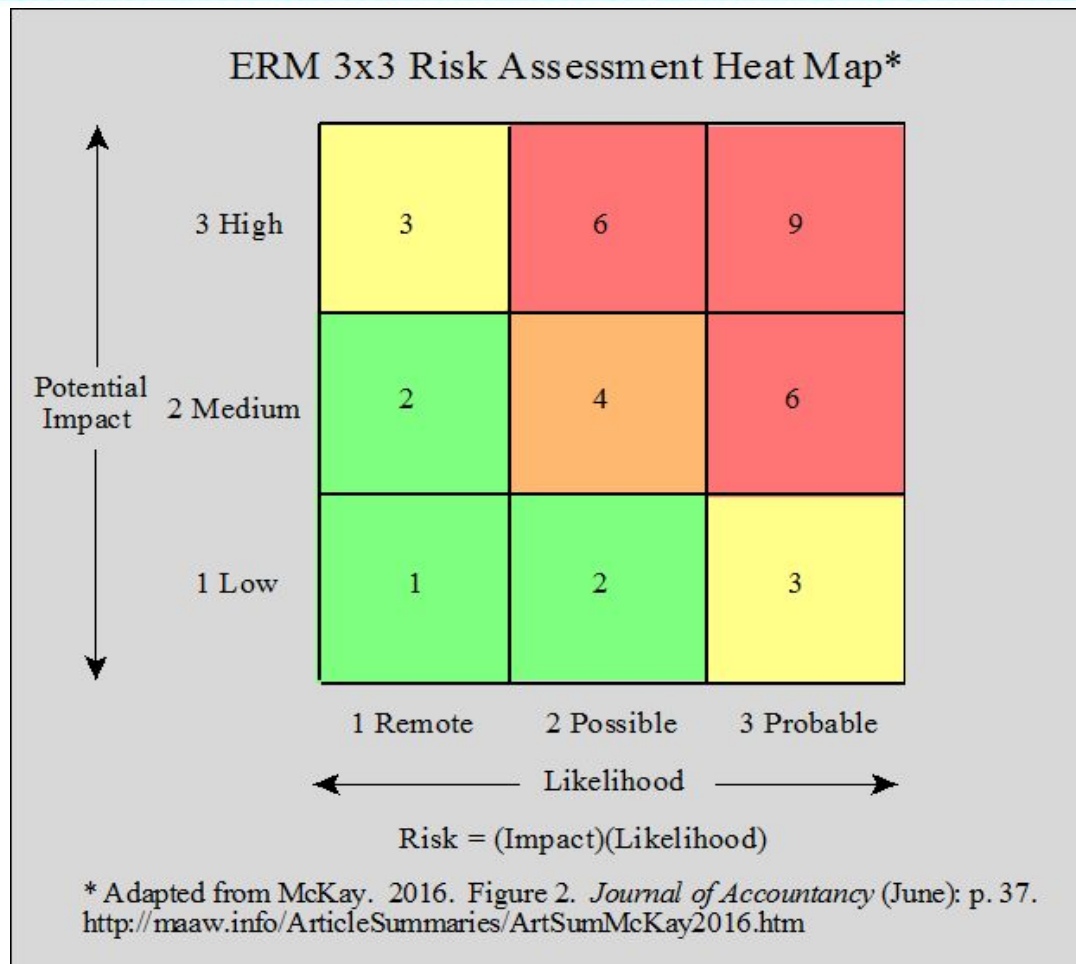 ERM 3x3 Risk Assessment Heat Map*
3 High
3
6
9
Potential
Impact
2 Medium
2
4
6
1 Low
1
2
3
1 Remote
2 Possible
3 Probable
Likelihood
Risk = (Impact)(Likelihood)
* Adapted from McKay. 2016. Figure 2. Journal of Accountancy (June): p. 37.
http://maaw.info/ArticleSummaries/ArtSumMcKay2016.htm